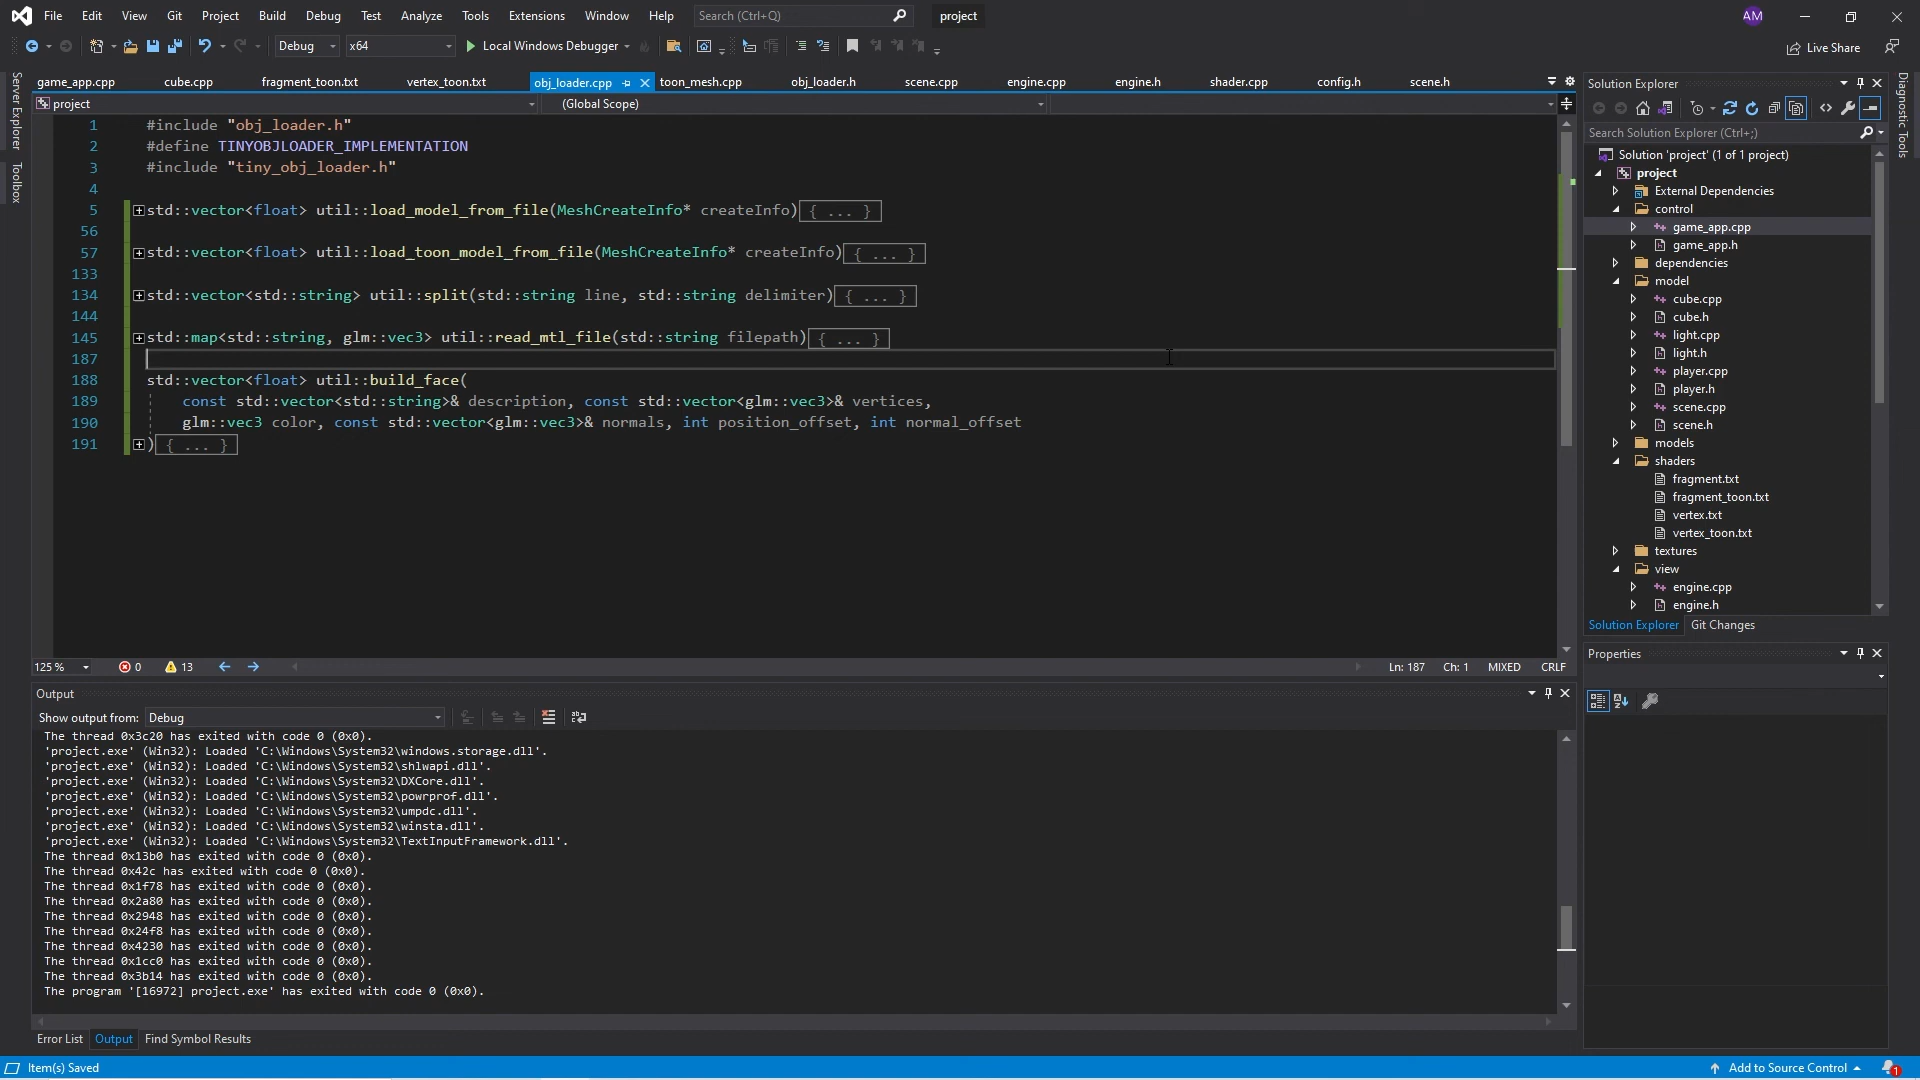 File Edit View Git Project Build Debug Test Analyze Tools Extensions Window Help Search (Ctrl+Q) project AM
Debug x64 Local Windows Debugger Live Share
game_app.cpp cube.cpp fragment_toon.txt vertex_toon.txt obj_loader.cpp toon_mesh.cpp obj_loader.h scene.cpp engine.cpp engine.h shader.cpp config.h scene.h
project (Global Scope)
Server Explorer
Toolbox
1 #include "obj_loader.h"
2 #define TINYOBJLOADER_IMPLEMENTATION
3 #include "tiny_obj_loader.h"
4
5 std::vector<float> util::load_model_from_file(MeshCreateInfo* createInfo){ ... }
56
57 std::vector<float> util::load_toon_model_from_file(MeshCreateInfo* createInfo){ ... }
133
134 std::vector<std::string> util::split(std::string line, std::string delimiter){ ... }
144
145 std::map<std::string, glm::vec3> util::read_mtl_file(std::string filepath){ ... }
187
188 std::vector<float> util::build_face(
189 const std::vector<std::string>& description, const std::vector<glm::vec3>& vertices,
190 glm::vec3 color, const std::vector<glm::vec3>& normals, int position_offset, int normal_offset
191 ){ ... }
125 % 0 13 Ln: 187 Ch: 1 MIXED CRLF
Output
Show output from: Debug
The thread 0x3c20 has exited with code 0 (0x0).
'project.exe' (Win32): Loaded 'C:\Windows\System32\windows.storage.dll'.
'project.exe' (Win32): Loaded 'C:\Windows\System32\shlwapi.dll'.
'project.exe' (Win32): Loaded 'C:\Windows\System32\DXCore.dll'.
'project.exe' (Win32): Loaded 'C:\Windows\System32\powrprof.dll'.
'project.exe' (Win32): Loaded 'C:\Windows\System32\umpdc.dll'.
'project.exe' (Win32): Loaded 'C:\Windows\System32\winsta.dll'.
'project.exe' (Win32): Loaded 'C:\Windows\System32\TextInputFramework.dll'.
The thread 0x13b0 has exited with code 0 (0x0).
The thread 0x42c has exited with code 0 (0x0).
The thread 0x1f78 has exited with code 0 (0x0).
The thread 0x2a80 has exited with code 0 (0x0).
The thread 0x2948 has exited with code 0 (0x0).
The thread 0x24f8 has exited with code 0 (0x0).
The thread 0x4230 has exited with code 0 (0x0).
The thread 0x1cc0 has exited with code 0 (0x0).
The thread 0x3b14 has exited with code 0 (0x0).
The program '[16972] project.exe' has exited with code 0 (0x0).
Error List Output Find Symbol Results
Solution Explorer
Search Solution Explorer (Ctrl+;)
Solution 'project' (1 of 1 project)
project
External Dependencies
control
game_app.cpp
game_app.h
dependencies
model
cube.cpp
cube.h
light.cpp
light.h
player.cpp
player.h
scene.cpp
scene.h
models
shaders
fragment.txt
fragment_toon.txt
vertex.txt
vertex_toon.txt
textures
view
engine.cpp
engine.h
Solution Explorer Git Changes
Properties
Diagnostic Tools
Item(s) Saved Add to Source Control 1